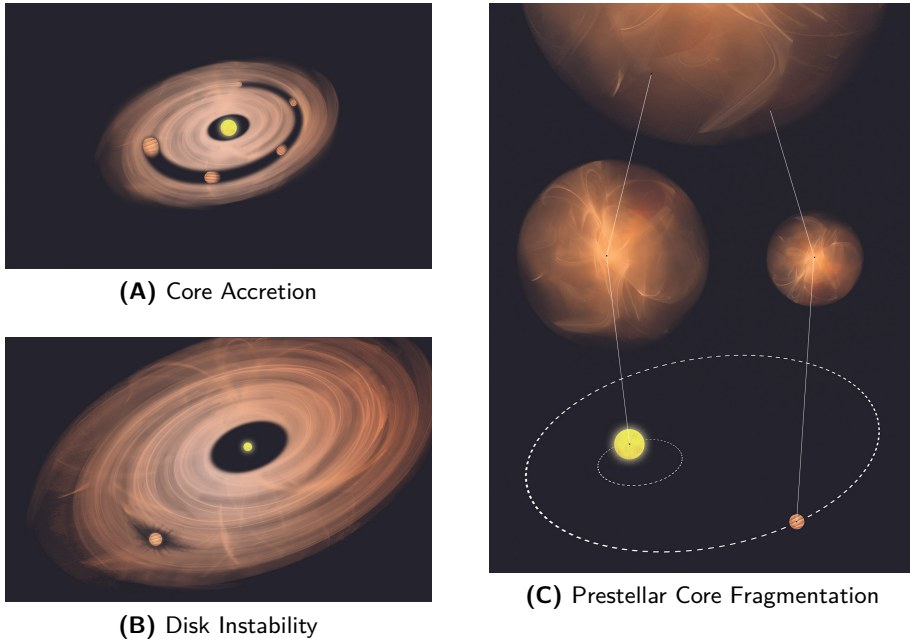 (A) Core Accretion
(B) Disk Instability
(C) Prestellar Core Fragmentation